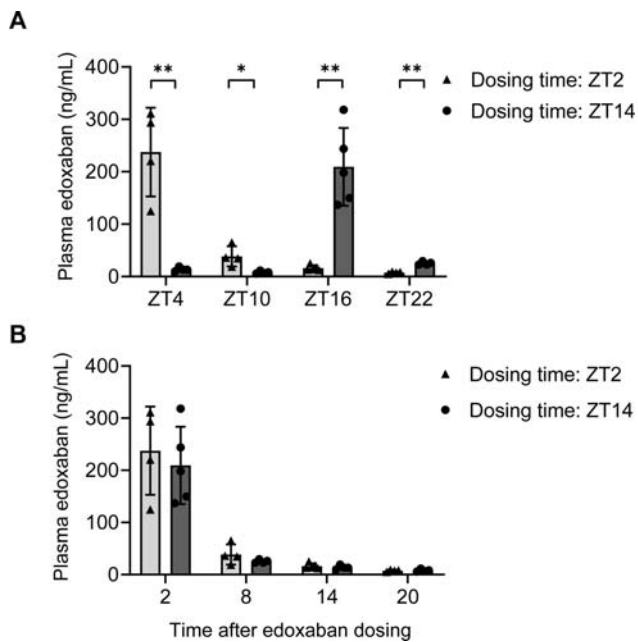 A
** * ** **
Dosing time: ZT2
Dosing time: ZT14
Plasma edoxaban (ng/mL)
400
300
200
100
0
ZT4 ZT10 ZT16 ZT22
B
Dosing time: ZT2
Dosing time: ZT14
Plasma edoxaban (ng/mL)
400
300
200
100
0
2 8 14 20
Time after edoxaban dosing